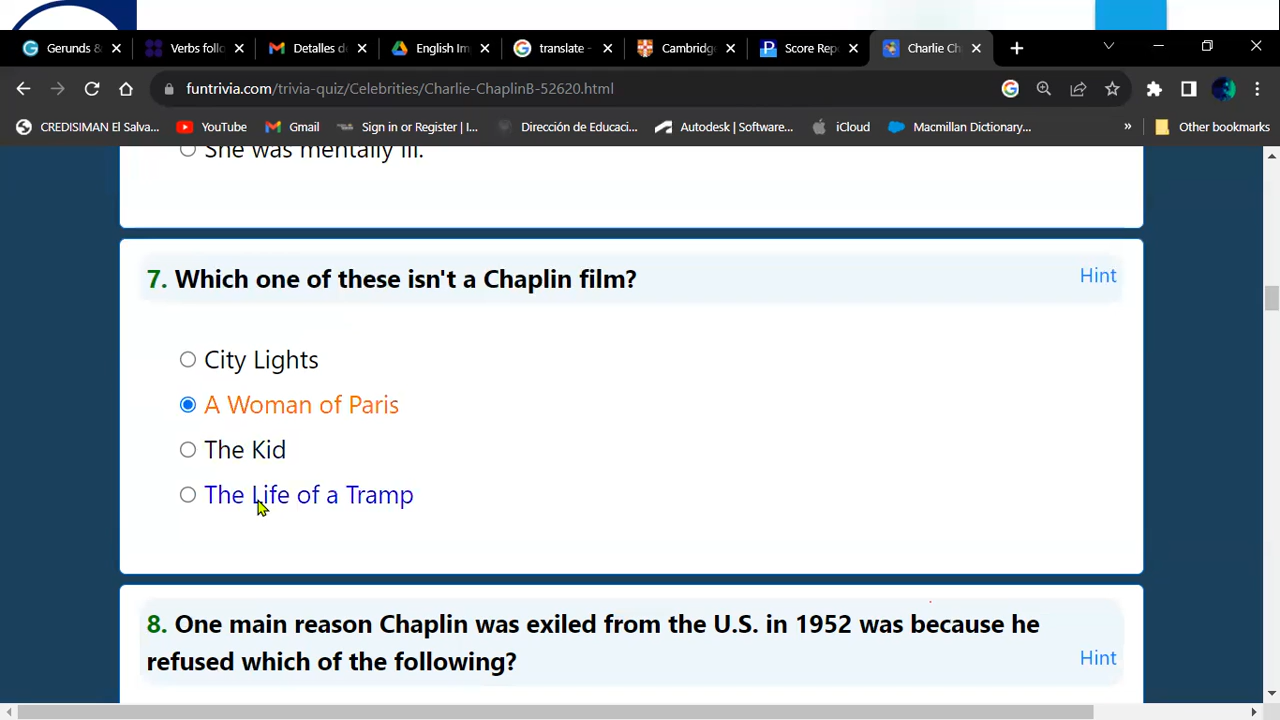 Gerunds &
Verbs follo
Detalles de
English Im
translate -
Cambridg
Score Rep
Charlie Ch
funtrivia.com/trivia-quiz/Celebrities/Charlie-ChaplinB-52620.html
CREDISIMAN El Salva...
YouTube
Gmail
Sign in or Register | I...
Dirección de Educaci...
Autodesk | Software...
iCloud
Macmillan Dictionary...
»
Other bookmarks
She was mentally ill.
7. Which one of these isn't a Chaplin film?
Hint
City Lights
A Woman of Paris
The Kid
The Life of a Tramp
8. One main reason Chaplin was exiled from the U.S. in 1952 was because he
refused which of the following?
Hint